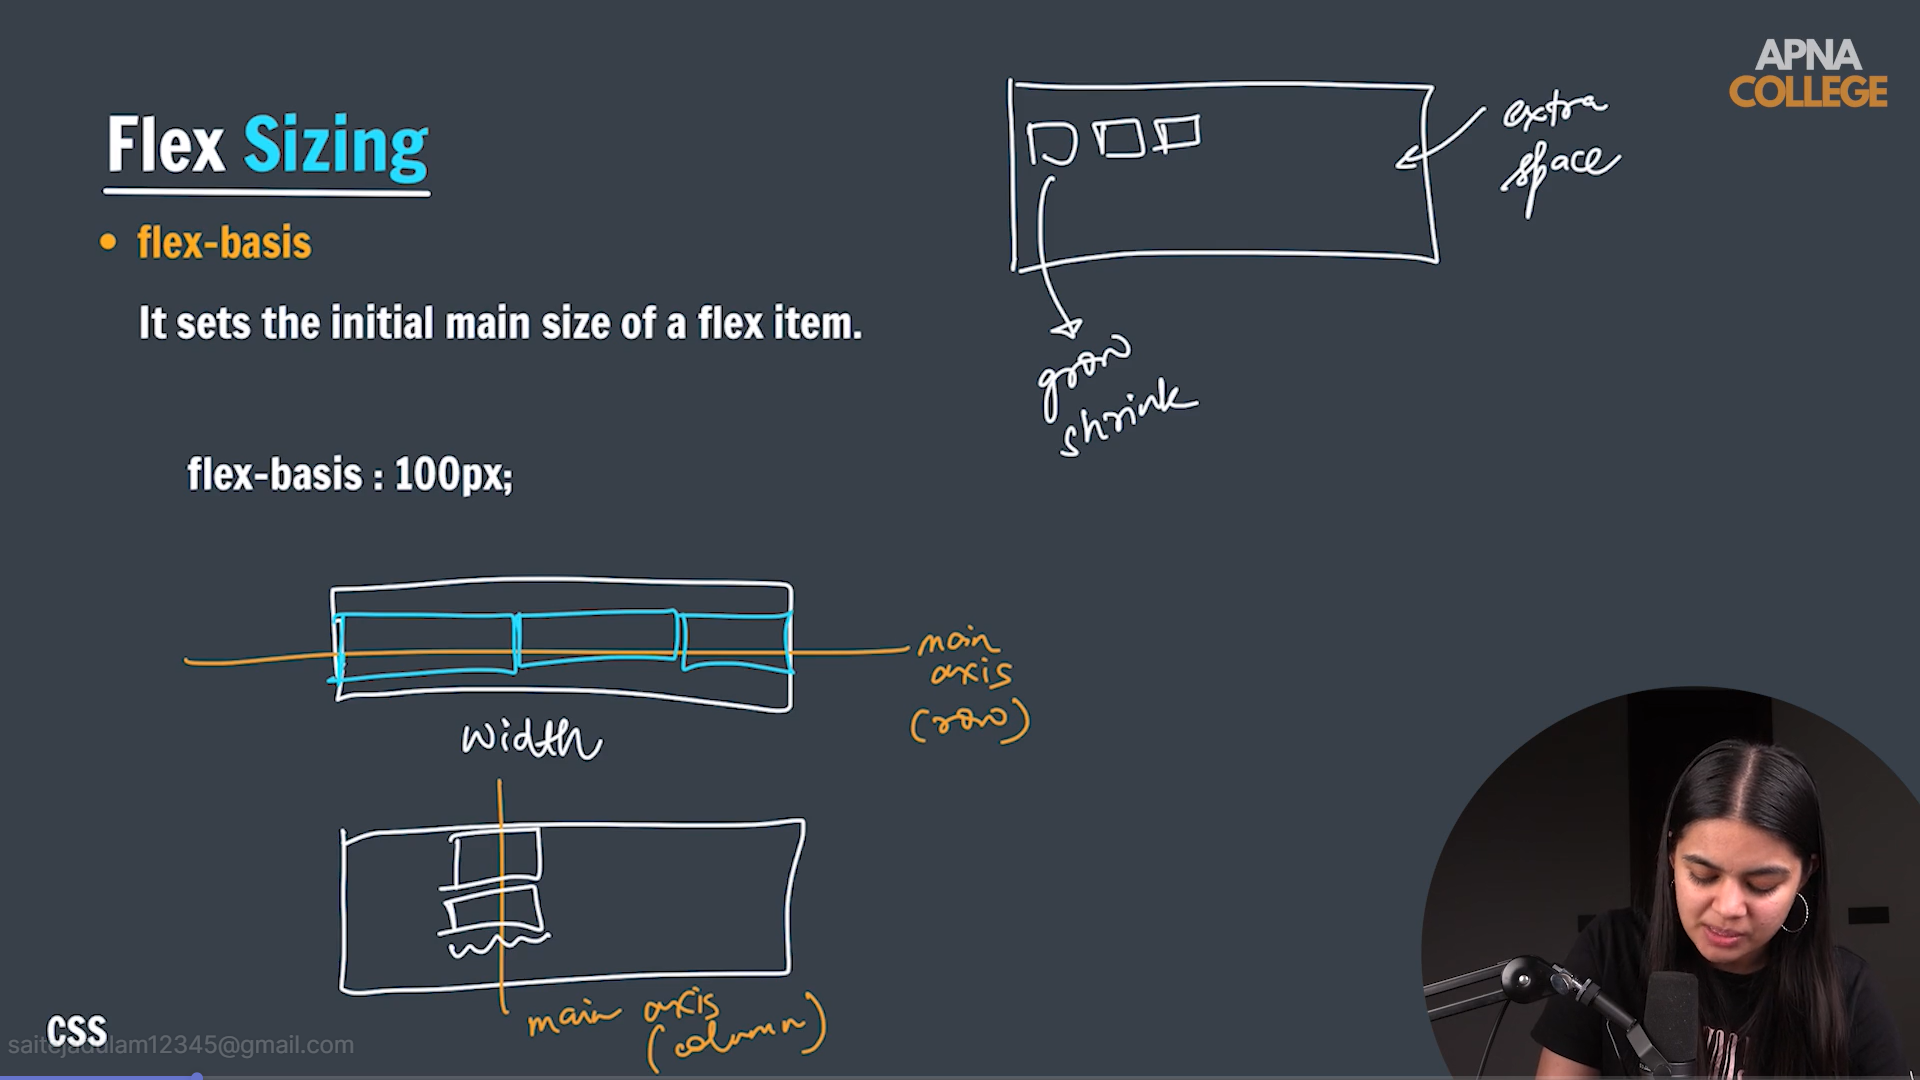 APNA
COLLEGE
Flex Sizing
• flex-basis
It sets the initial main size of a flex item.
flex-basis : 100px;
extra
space
grow
shrink
main
axis
(row)
width
main axis
(column)
CSS
saitejadulam12345@gmail.com